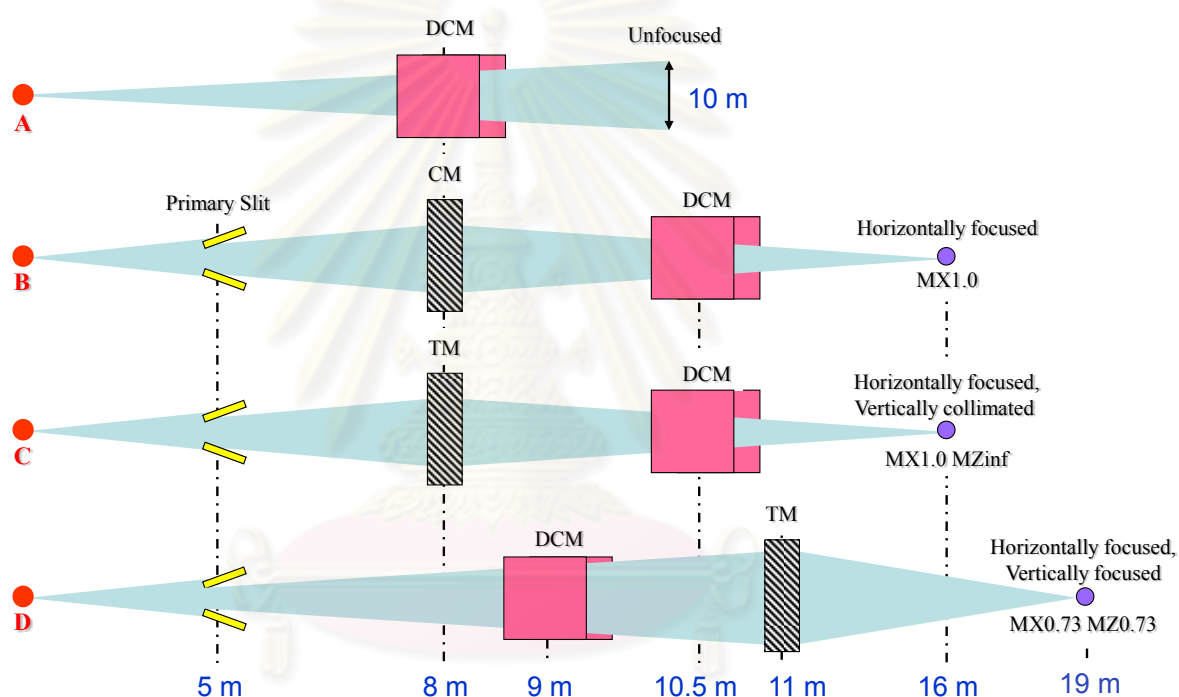 DCM
Unfocused
10 m
A
CM
Primary Slit
DCM
Horizontally focused
B
MX1.0
TM
DCM
Horizontally focused,
Vertically collimated
C
MX1.0 MZinf
TM
DCM
Horizontally focused,
Vertically focused
D
MX0.73 MZ0.73
5 m
8 m
9 m
10.5 m
11 m
16 m
19 m